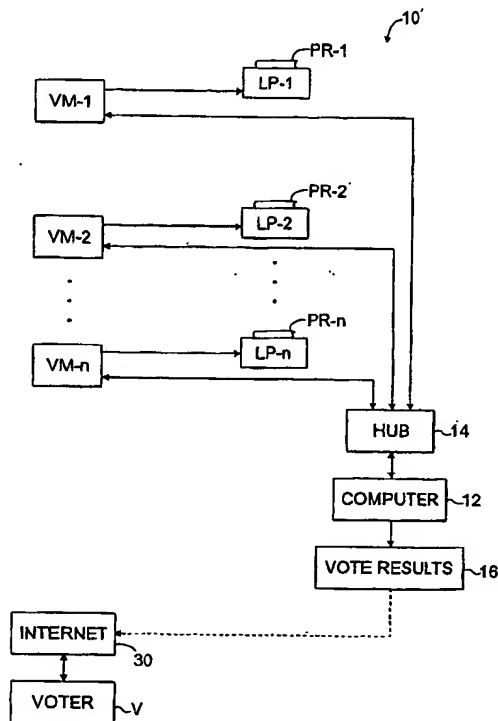 10'
PR-1
LP-1
VM-1
PR-2
LP-2
VM-2
PR-n
LP-n
VM-n
HUB 14
COMPUTER 12
VOTE RESULTS 16
INTERNET
30
VOTER V